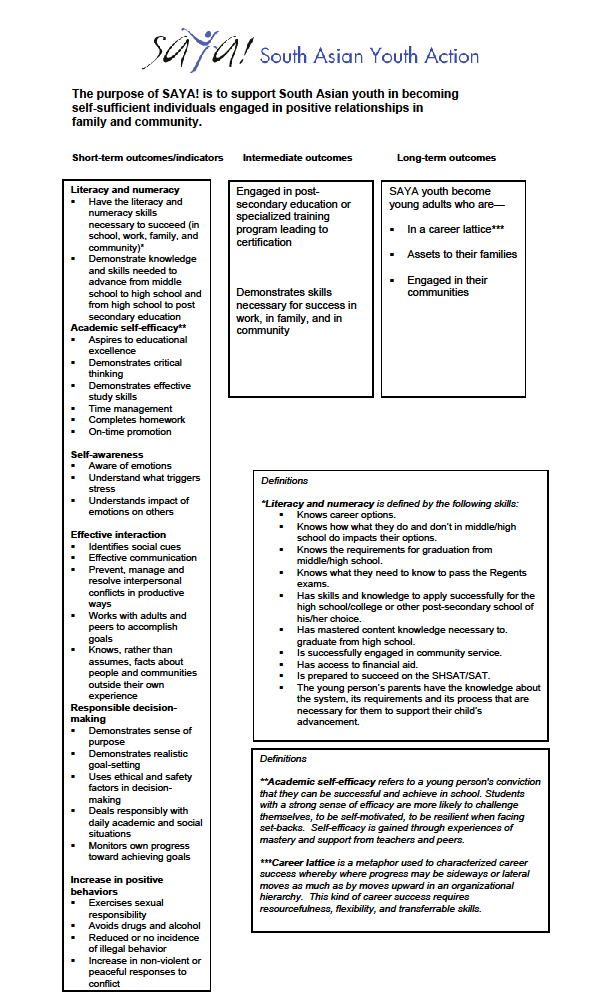 saya! South Asian Youth Action
The purpose of SAYA! is to support South Asian youth in becoming
self-sufficient individuals engaged in positive relationships in
family and community.
Short-term outcomes/indicators
Literacy and numeracy
▪ Have the literacy and
numeracy skills
necessary to succeed (in
school, work, family, and
community)*
▪ Demonstrate knowledge
and skills needed to
advance from middle
school to high school and
from high school to post
secondary education
Academic self-efficacy**
▪ Aspires to educational
excellence
▪ Demonstrates critical
thinking
▪ Demonstrates effective
study skills
▪ Time management
▪ Completes homework
▪ On-time promotion
Self-awareness
▪ Aware of emotions
▪ Understand what triggers
stress
▪ Understands impact of
emotions on others
Effective interaction
▪ Identifies social cues
▪ Effective communication
▪ Prevent, manage and
resolve interpersonal
conflicts in productive
ways
▪ Works with adults and
peers to accomplish
goals
▪ Knows, rather than
assumes, facts about
people and communities
outside their own
experience
Responsible decision-
making
▪ Demonstrates sense of
purpose
▪ Demonstrates realistic
goal-setting
▪ Uses ethical and safety
factors in decision-
making
▪ Deals responsibly with
daily academic and social
situations
▪ Monitors own progress
toward achieving goals
Increase in positive
behaviors
▪ Exercises sexual
responsibility
▪ Avoids drugs and alcohol
▪ Reduced or no incidence
of illegal behavior
▪ Increase in non-violent or
peaceful responses to
conflict
Intermediate outcomes
Engaged in post-
secondary education or
specialized training
program leading to
certification
Demonstrates skills
necessary for success in
work, in family, and in
community
Long-term outcomes
SAYA youth become
young adults who are—
▪ In a career lattice***
▪ Assets to their families
▪ Engaged in their
communities
Definitions
*Literacy and numeracy is defined by the following skills:
▪ Knows career options.
▪ Knows how what they do and don't in middle/high
school do impacts their options.
▪ Knows the requirements for graduation from
middle/high school.
▪ Knows what they need to know to pass the Regents
exams.
▪ Has skills and knowledge to apply successfully for the
high school/college or other post-secondary school of
his/her choice.
▪ Has mastered content knowledge necessary to.
graduate from high school.
▪ Is successfully engaged in community service.
▪ Has access to financial aid.
▪ Is prepared to succeed on the SHSAT/SAT.
▪ The young person's parents have the knowledge about
the system, its requirements and its process that are
necessary for them to support their child's
advancement.
Definitions
**Academic self-efficacy refers to a young person's conviction
that they can be successful and achieve in school. Students
with a strong sense of efficacy are more likely to challenge
themselves, to be self-motivated, to be resilient when facing
set-backs. Self-efficacy is gained through experiences of
mastery and support from teachers and peers.
***Career lattice is a metaphor used to characterized career
success whereby where progress may be sideways or lateral
moves as much as by moves upward in an organizational
hierarchy. This kind of career success requires
resourcefulness, flexibility, and transferrable skills.